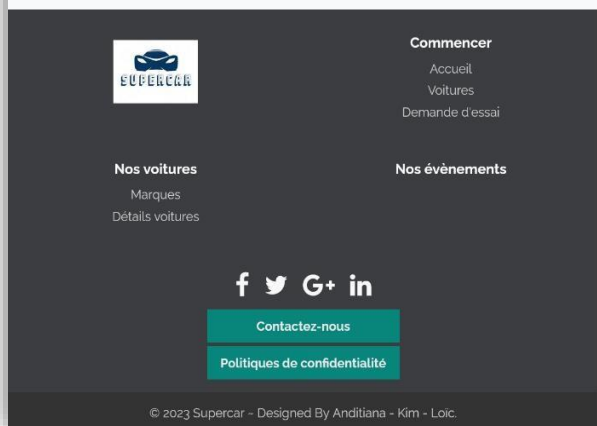 SUPERCAR
Commencer
Accueil
Voitures
Demande d'essai
Nos voitures
Marques
Détails voitures
Nos évènements
f G+ in
Contactez-nous
Politiques de confidentialité
© 2023 Supercar – Designed By Anditiana - Kim - Loïc.